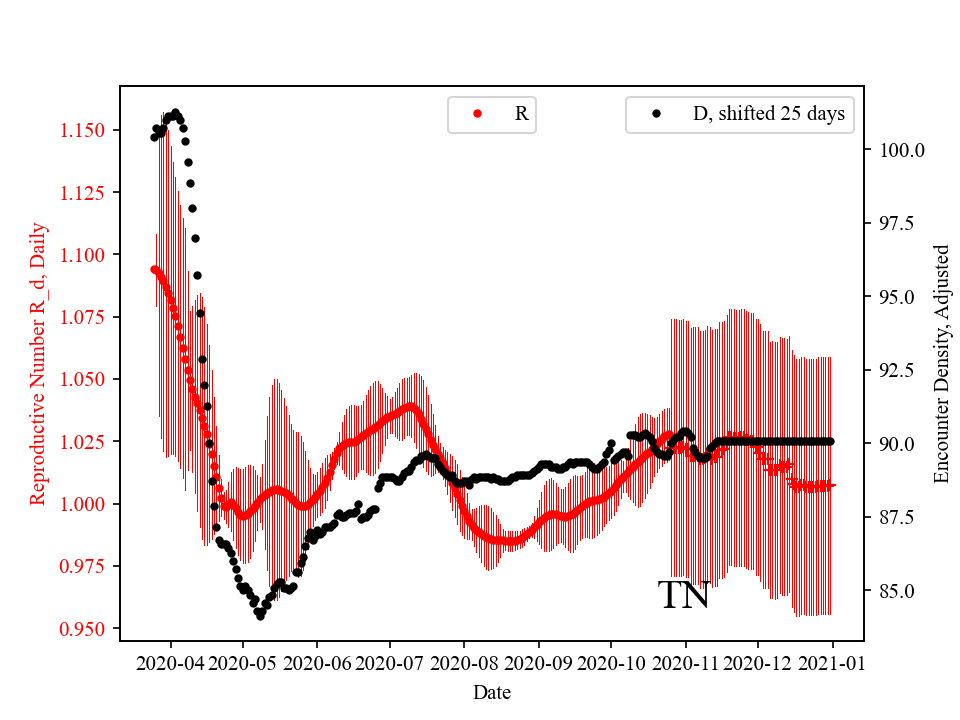 R
D, shifted 25 days
Reproductive Number R_d, Daily
1.150
1.125
1.100
1.075
1.050
1.025
1.000
0.975
0.950
100.0
97.5
95.0
92.5
90.0
87.5
85.0
Encounter Density, Adjusted
TN
2020-04 2020-05 2020-06 2020-07 2020-08 2020-09 2020-10 2020-11 2020-12 2021-01
Date